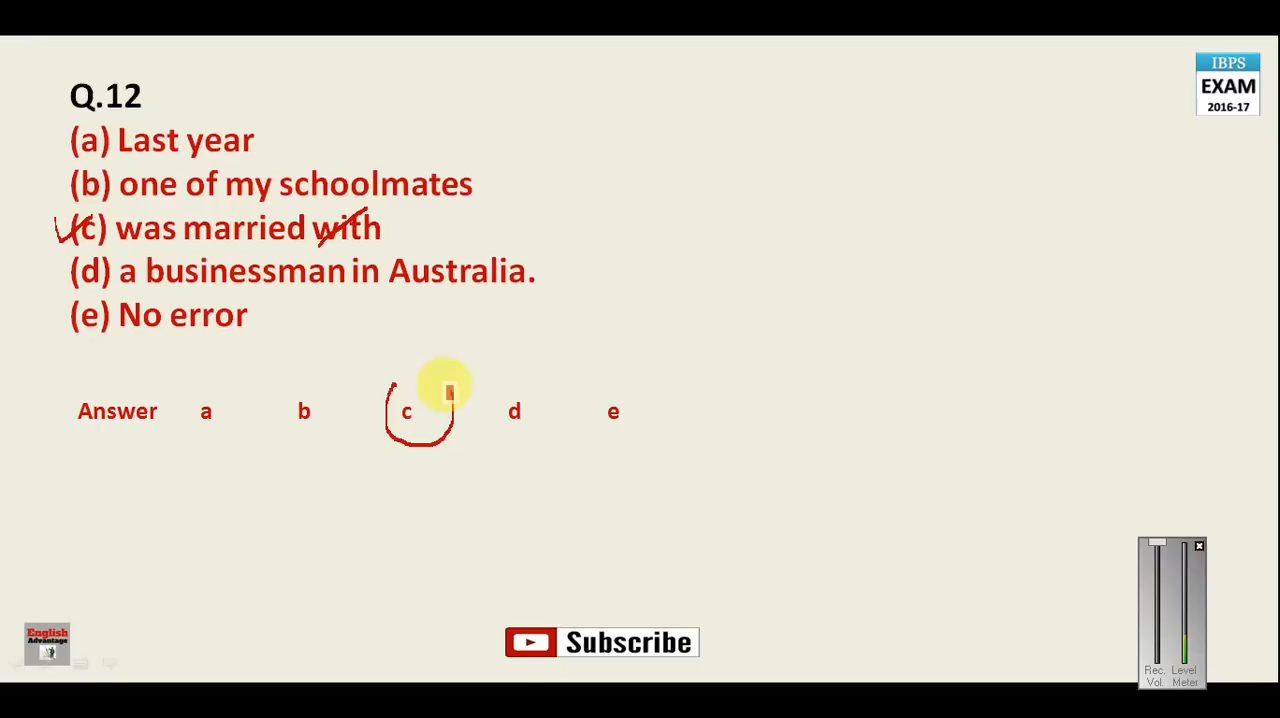 IBPS
EXAM
2016-17
Q.12
(a) Last year
(b) one of my schoolmates
(c) was married with
(d) a businessman in Australia.
(e) No error
Answer a b c d e
English
Advantage
Subscribe
Rec. Level
Vol. Meter